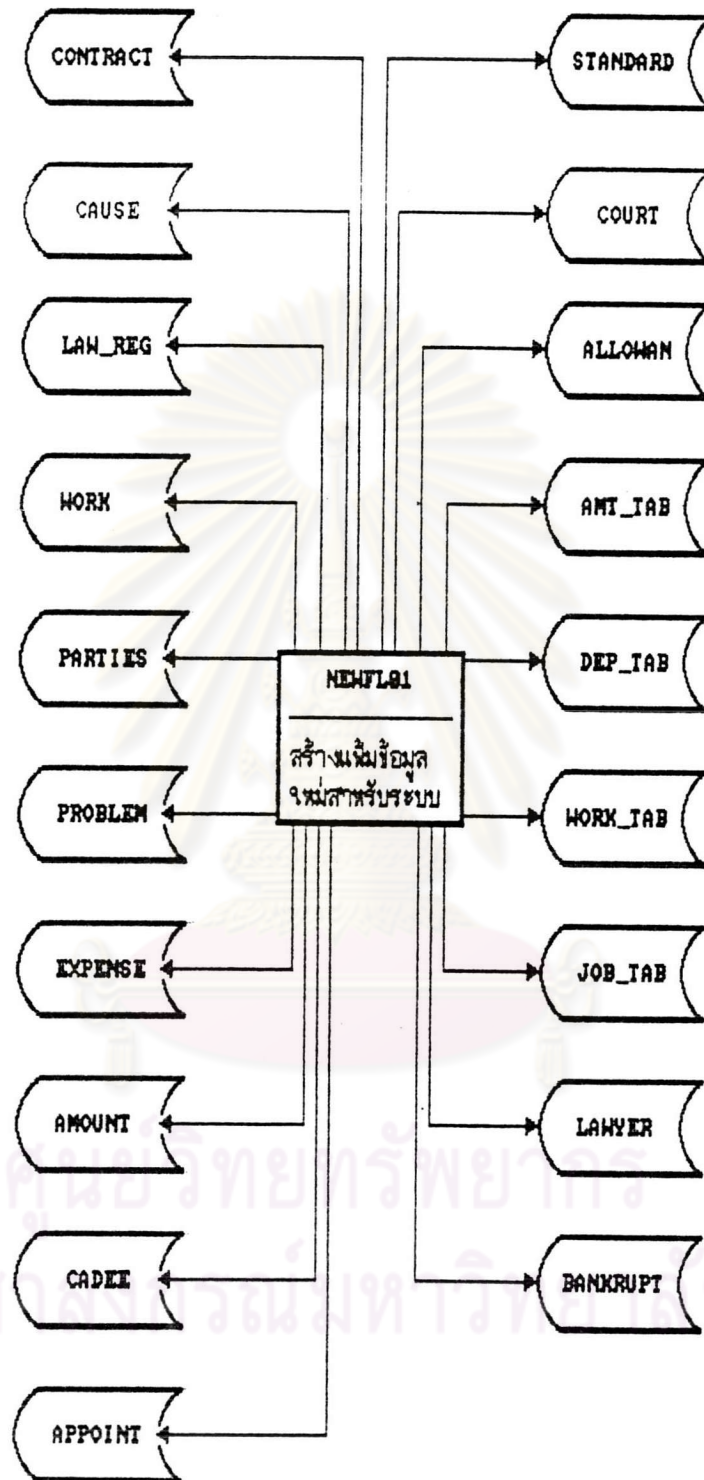 CONTRACT
STANDARD
CAUSE
COURT
LAW_REG
ALLOWAN
WORK
AMT_TAB
PARTIES
DEP_TAB
NEWFL01
สร้างแฟ้มข้อมูล
ใหม่สำหรับระบบ
PROBLEM
WORK_TAB
EXPENSE
JOB_TAB
AMOUNT
LAWYER
CADEE
BANKRUPT
APPOINT
ศูนย์วิทยทรัพยากร
จุฬาลงกรณ์มหาวิทยาลัย